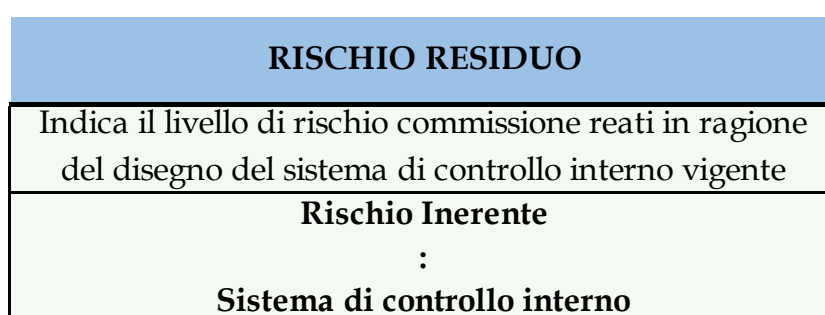 RISCHIO RESIDUO
Indica il livello di rischio commissione reati in ragione
del disegno del sistema di controllo interno vigente
Rischio Inerente
:
Sistema di controllo interno